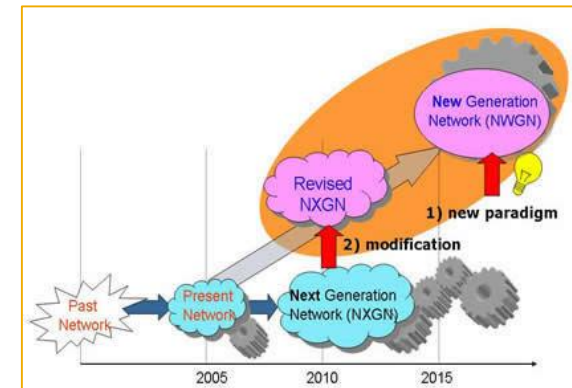 New Generation
Network (NWGN)
Revised
NXGN
1) new paradigm
2) modification
Past
Network
Present
Network
Next Generation
Network (NXGN)
2005
2010
2015